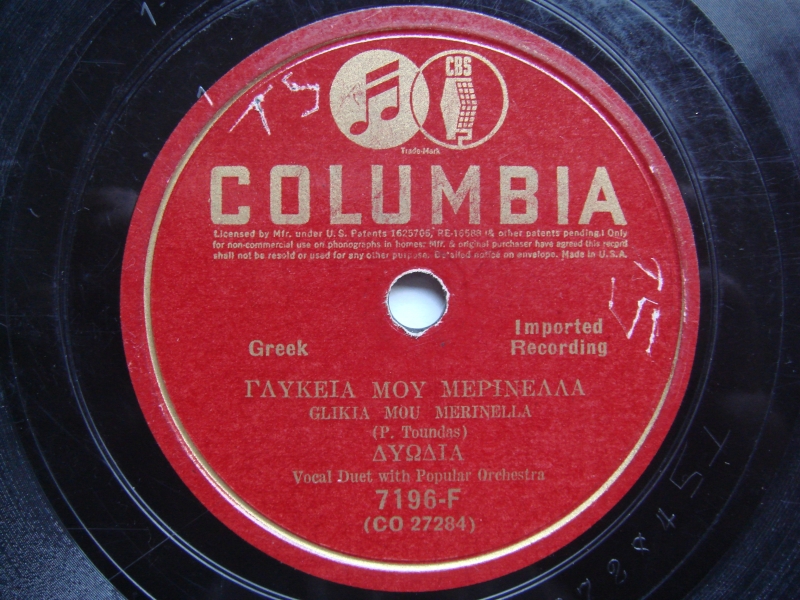 CBS
Trade-Mark
COLUMBIA
Licensed by Mfr. under U.S. Patents 1625705, RE-16588 (& other patents pending.) Only
for non-commercial use on phonographs in homes. Mfr. & original purchaser have agreed this record
shall not be resold or used for any other purpose. Detailed notice on envelope. Made in U.S.A.
Greek
Imported
Recording
ΓΛΥΚΕΙΑ ΜΟΥ ΜΕΡΙΝΕΛΛΑ
GLIKIA MOU MERINELLA
(P. Toundas)
ΔΥΩΔΙΑ
Vocal Duet with Popular Orchestra
7196-F
(CO 27284)